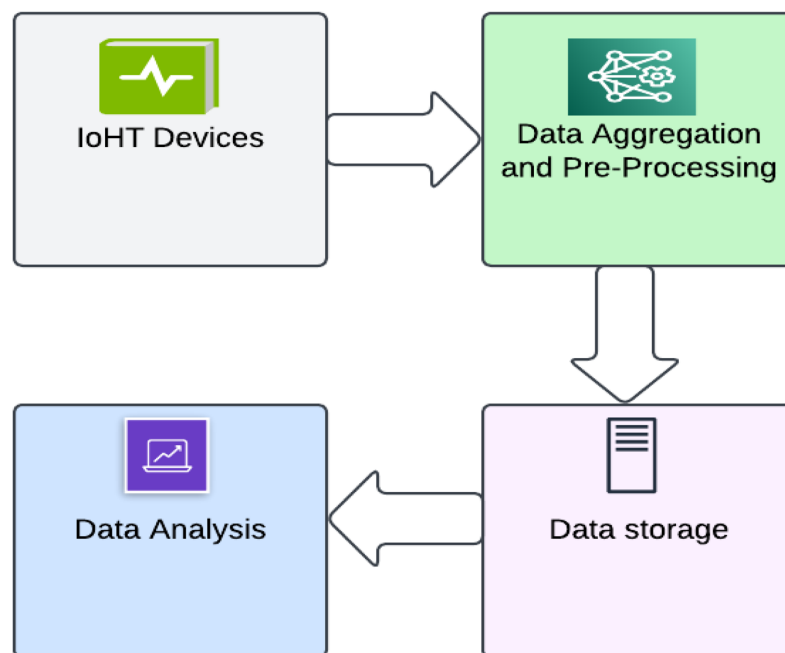 IoHT Devices
Data Aggregation
and Pre-Processing
Data Analysis
Data storage